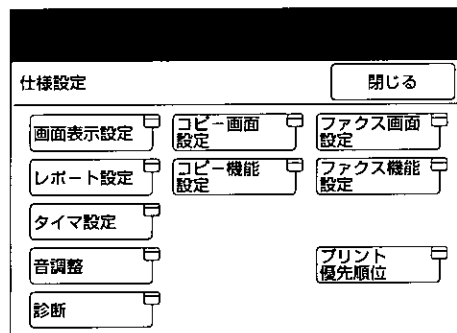 仕様設定
閉じる
画面表示設定
コピー画面
設定
ファクス画面
設定
レポート設定
コピー機能
設定
ファクス機能
設定
タイマ設定
音調整
プリント
優先順位
診断